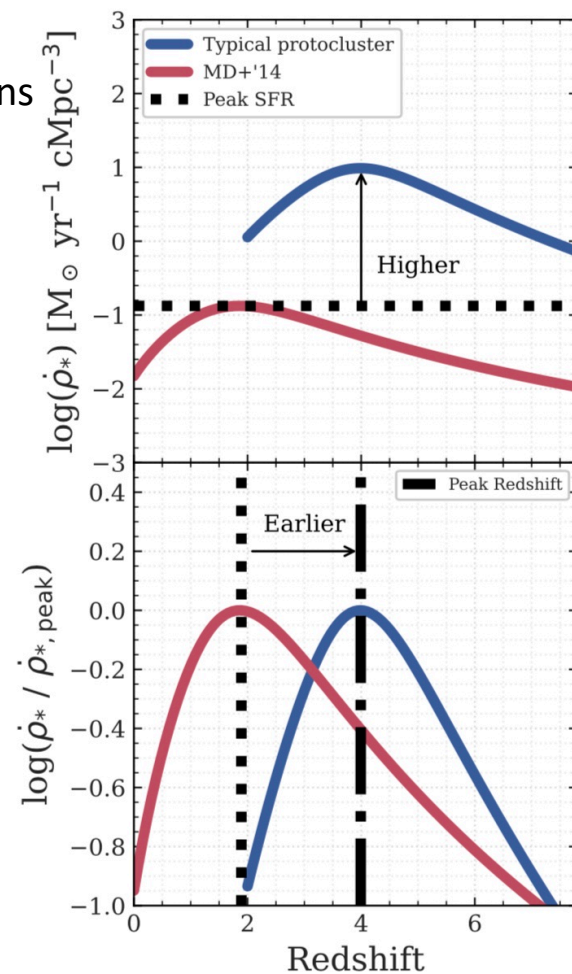 ns
Typical protocluster
MD+'14
Peak SFR
Higher
log(ρ̇*) [M⊙ yr⁻¹ cMpc⁻³]
3
2
1
0
−1
−2
−3
Peak Redshift
Earlier
log(ρ̇* / ρ̇*,peak)
0.4
0.2
0.0
−0.2
−0.4
−0.6
−0.8
−1.0
0 2 4 6
Redshift